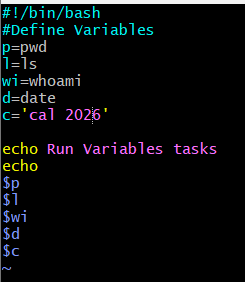 #!/bin/bash
#Define Variables
p=pwd
l=ls
wi=whoami
d=date
c='cal 2026'
echo Run Variables tasks
echo
$p
$l
$wi
$d
$c
~